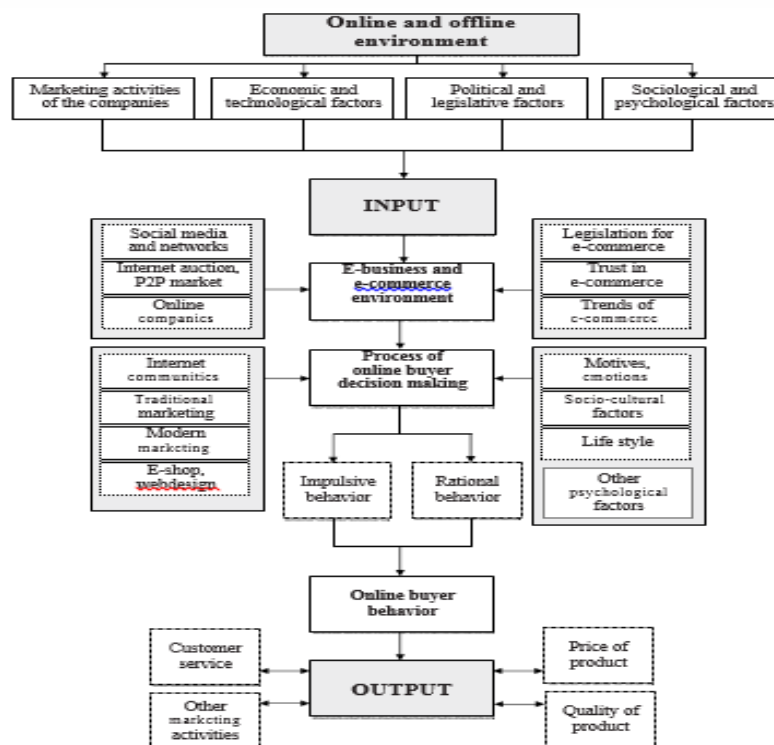 Online and offline
environment
Marketing activities
of the companies
Economic and
technological factors
Political and
legislative factors
Sociological and
psychological factors
INPUT
Social media
and networks
Internet auction,
P2P market
Online
companies
E-business and
e-commerce
environment
Legislation for
e-commerce
Trust in
e-commerce
Trends of
e-commerce
Internet
communities
Traditional
marketing
Modern
marketing
E-shop,
webdesign
Process of
online buyer
decision making
Motives,
emotions
Socio-cultural
factors
Life style
Other
psychological
factors
Impulsive
behavior
Rational
behavior
Online buyer
behavior
Customer
service
Other
marketing
activities
OUTPUT
Price of
product
Quality of
product